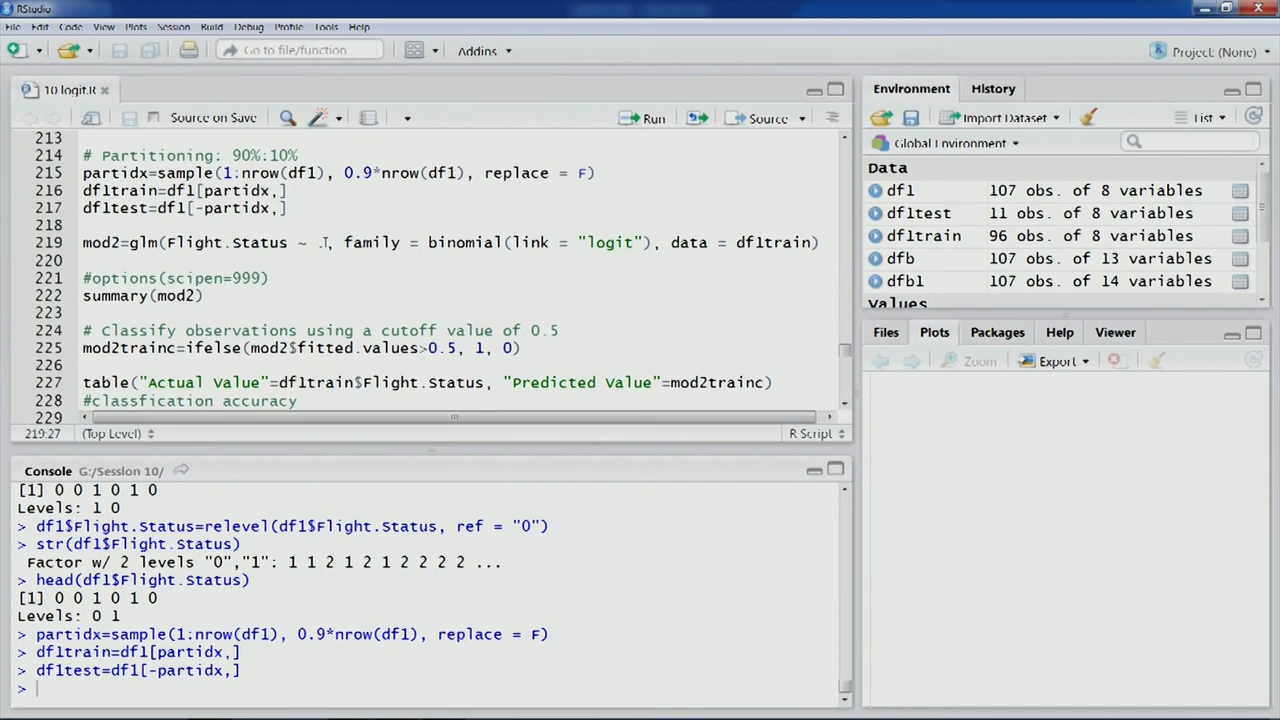 RStudio
File Edit Code View Plots Session Build Debug Profile Tools Help
Go to file/function Addins Project: (None)
10 logit.R
Source on Save Run Source
213
214 # Partitioning: 90%:10%
215 partidx=sample(1:nrow(df1), 0.9*nrow(df1), replace = F)
216 df1train=df1[partidx,]
217 df1test=df1[-partidx,]
218
219 mod2=glm(Flight.Status ~ ., family = binomial(link = "logit"), data = df1train)
220
221 #options(scipen=999)
222 summary(mod2)
223
224 # Classify observations using a cutoff value of 0.5
225 mod2trainc=ifelse(mod2$fitted.values>0.5, 1, 0)
226
227 table("Actual Value"=df1train$Flight.Status, "Predicted Value"=mod2trainc)
228 #classfication accuracy
229
219:27 (Top Level) R Script
Console G:/Session 10/
[1] 0 0 1 0 1 0
Levels: 1 0
> df1$Flight.Status=relevel(df1$Flight.Status, ref = "0")
> str(df1$Flight.Status)
Factor w/ 2 levels "0","1": 1 1 2 1 2 1 2 2 2 2 ...
> head(df1$Flight.Status)
[1] 0 0 1 0 1 0
Levels: 0 1
> partidx=sample(1:nrow(df1), 0.9*nrow(df1), replace = F)
> df1train=df1[partidx,]
> df1test=df1[-partidx,]
>
Environment History
Import Dataset List
Global Environment
Data
df1 107 obs. of 8 variables
df1test 11 obs. of 8 variables
df1train 96 obs. of 8 variables
dfb 107 obs. of 13 variables
dfb1 107 obs. of 14 variables
Values
Files Plots Packages Help Viewer
Zoom Export